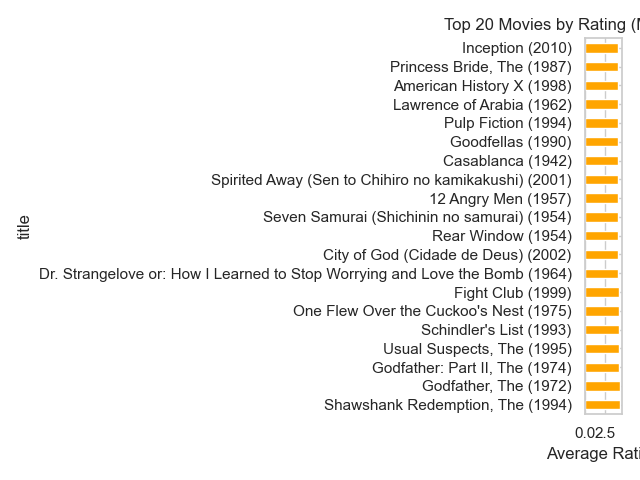 Top 20 Movies by Rating (
Inception (2010)
Princess Bride, The (1987)
American History X (1998)
Lawrence of Arabia (1962)
Pulp Fiction (1994)
Goodfellas (1990)
Casablanca (1942)
Spirited Away (Sen to Chihiro no kamikakushi) (2001)
12 Angry Men (1957)
Seven Samurai (Shichinin no samurai) (1954)
Rear Window (1954)
City of God (Cidade de Deus) (2002)
Dr. Strangelove or: How I Learned to Stop Worrying and Love the Bomb (1964)
Fight Club (1999)
One Flew Over the Cuckoo's Nest (1975)
Schindler's List (1993)
Usual Suspects, The (1995)
Godfather: Part II, The (1974)
Godfather, The (1972)
Shawshank Redemption, The (1994)
title
0.02.5
Average Rati